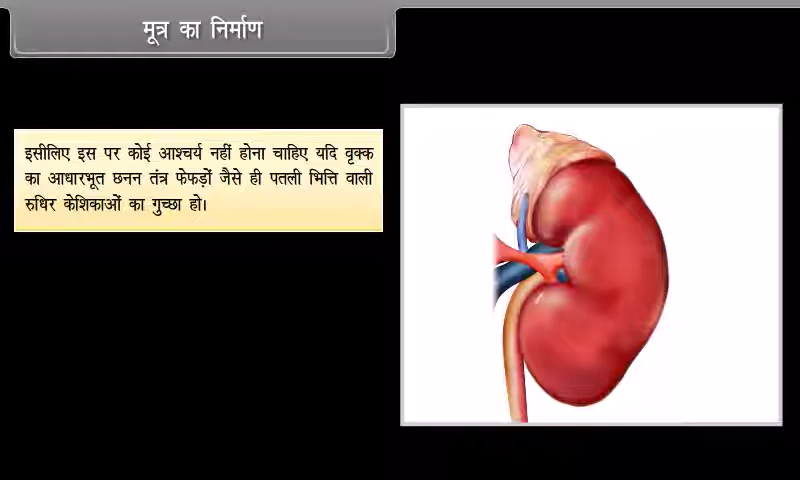 मूत्र का निर्माण
इसीलिए इस पर कोई आश्चर्य नहीं होना चाहिए यदि वृक्क
का आधारभूत छनन तंत्र फेफड़ों जैसे ही पतली भित्ति वाली
रुधिर केशिकाओं का गुच्छा हो।